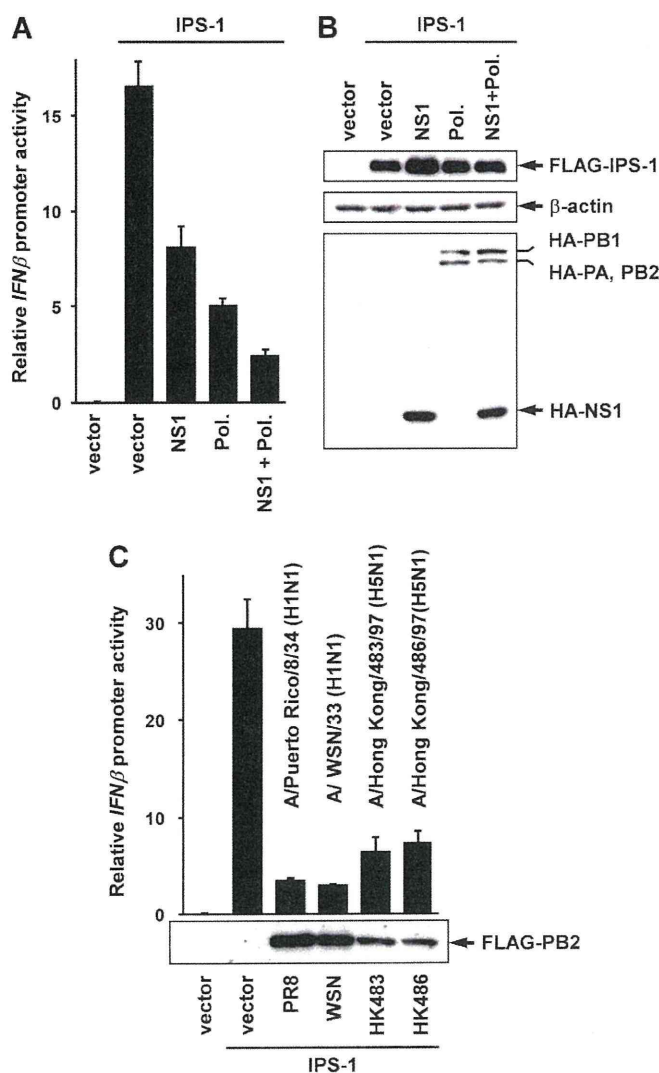 A
IPS-1
Relative IFNβ promoter activity
15
10
5
0
vector
vector
NS1
Pol.
NS1 + Pol.
B
IPS-1
vector
vector
NS1
Pol.
NS1+Pol.
FLAG-IPS-1
β-actin
HA-PB1
HA-PA, PB2
HA-NS1
C
Relative IFNβ promoter activity
30
20
10
0
A/Puerto Rico/8/34 (H1N1)
A/ WSN/33 (H1N1)
A/Hong Kong/483/97 (H5N1)
A/Hong Kong/486/97(H5N1)
FLAG-PB2
vector
vector
PR8
WSN
HK483
HK486
IPS-1